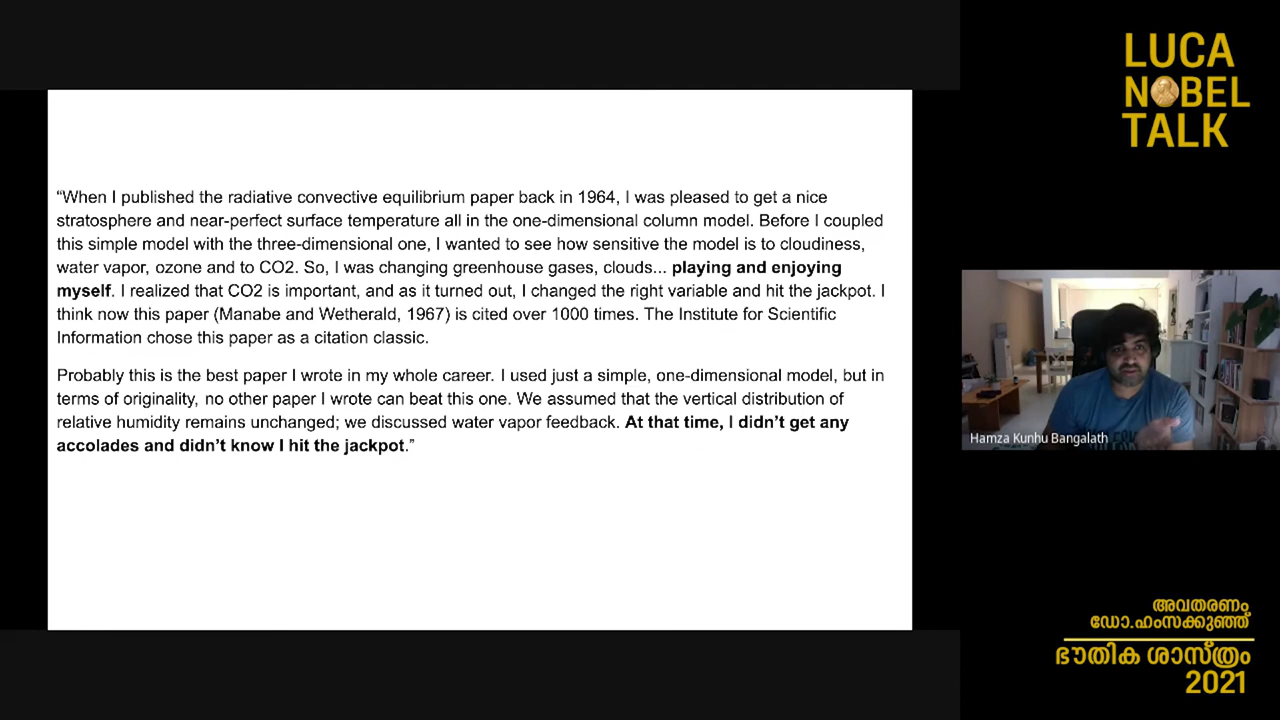 “When I published the radiative convective equilibrium paper back in 1964, I was pleased to get a nice
stratosphere and near-perfect surface temperature all in the one-dimensional column model. Before I coupled
this simple model with the three-dimensional one, I wanted to see how sensitive the model is to cloudiness,
water vapor, ozone and to CO2. So, I was changing greenhouse gases, clouds... playing and enjoying
myself. I realized that CO2 is important, and as it turned out, I changed the right variable and hit the jackpot. I
think now this paper (Manabe and Wetherald, 1967) is cited over 1000 times. The Institute for Scientific
Information chose this paper as a citation classic.
Probably this is the best paper I wrote in my whole career. I used just a simple, one-dimensional model, but in
terms of originality, no other paper I wrote can beat this one. We assumed that the vertical distribution of
relative humidity remains unchanged; we discussed water vapor feedback. At that time, I didn’t get any
accolades and didn’t know I hit the jackpot.”
LUCA
NOBEL
TALK
Hamza Kunhu Bangalath
അവതരണം
ഡോ.ഹംസക്കുഞ്ഞ്
ഭൗതിക ശാസ്ത്രം
2021